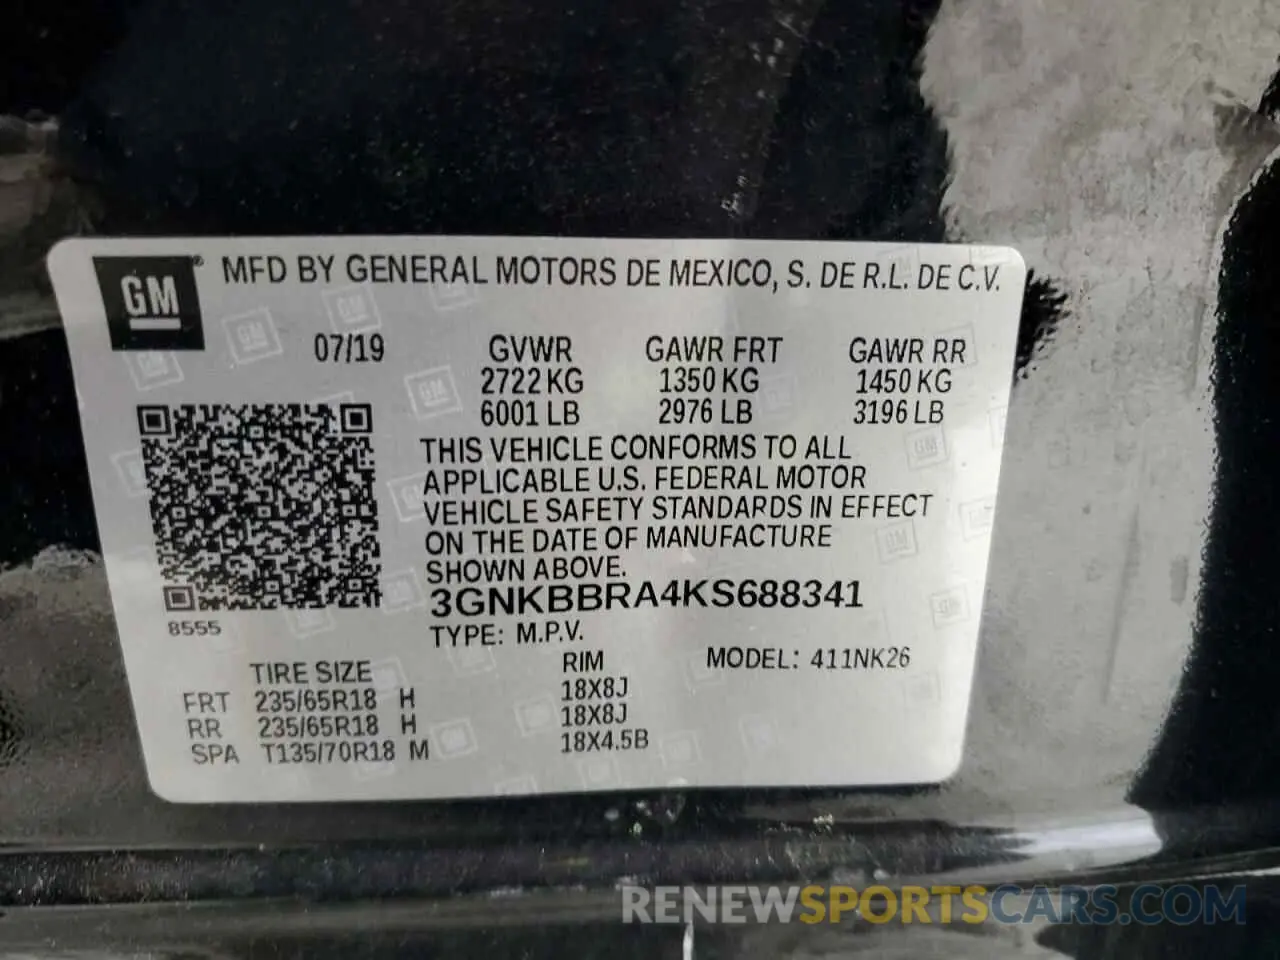 GM® MFD BY GENERAL MOTORS DE MEXICO, S. DE R.L. DE C.V.
07/19 GVWR GAWR FRT GAWR RR
2722 KG 1350 KG 1450 KG
6001 LB 2976 LB 3196 LB
THIS VEHICLE CONFORMS TO ALL
APPLICABLE U.S. FEDERAL MOTOR
VEHICLE SAFETY STANDARDS IN EFFECT
ON THE DATE OF MANUFACTURE
SHOWN ABOVE.
3GNKBBRA4KS688341
8555
TYPE: M.P.V.
TIRE SIZE RIM MODEL: 411NK26
FRT 235/65R18 H 18X8J
RR 235/65R18 H 18X8J
SPA T135/70R18 M 18X4.5B
RENEWSPORTSCARS.COM